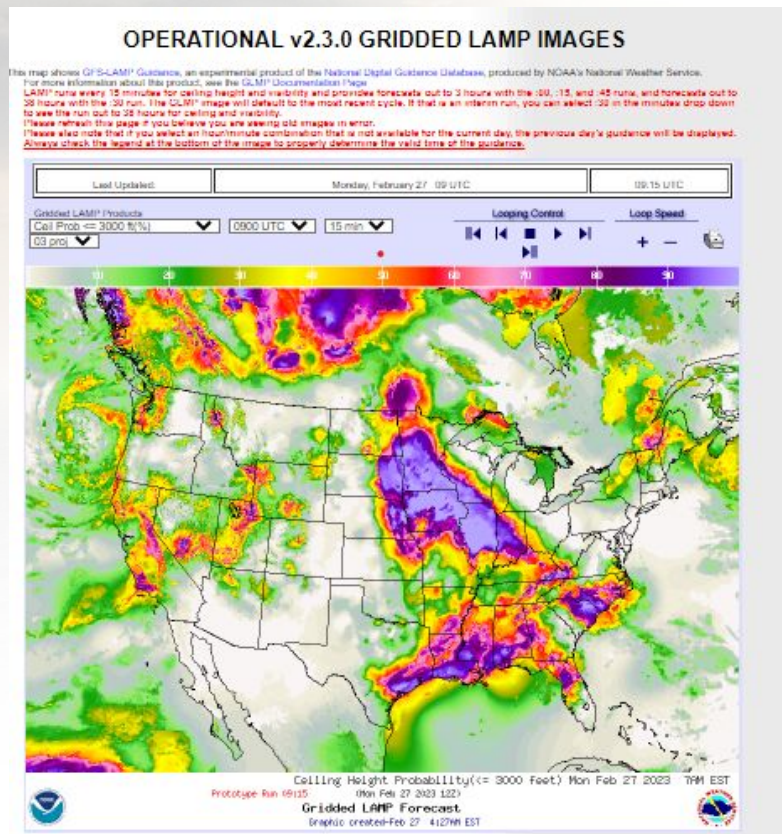 OPERATIONAL v2.3.0 GRIDDED LAMP IMAGES
This map shows GFS-LAMP Guidance, an experimental product of the National Digital Guidance Database, produced by NOAA's National Weather Service.
For more information about this product, see the GLMP Documentation Page
LAMP runs every 15 minutes for ceiling height and visibility and provides forecasts out to 3 hours with the :00, :15, and :45 runs, and forecasts out to
38 hours with the :30 run. The GLMP image will default to the most recent cycle. If that is an interim run, you can select :30 in the minutes drop down
to see the run out to 38 hours for ceiling and visibility.
Please refresh this page if you believe you are seeing old images in error.
Please also note that if you select an hour/minute combination that is not available for the current day, the previous day's guidance will be displayed.
Always check the legend at the bottom of the image to properly determine the valid time of the guidance.
Last Updated: Monday, February 27 09 UTC 09:15 UTC
Gridded LAMP Products Looping Control Loop Speed
Ceil Prob <= 3000 ft(%) 0900 UTC 15 min
03 proj
10 20 30 40 50 60 70 80 90
Ceiling Height Probability(<= 3000 feet) Mon Feb 27 2023 7AM EST
Prototype Run 09:15 (Mon Feb 27 2023 12Z)
Gridded LAMP Forecast
Graphic created-Feb 27 4:27AM EST